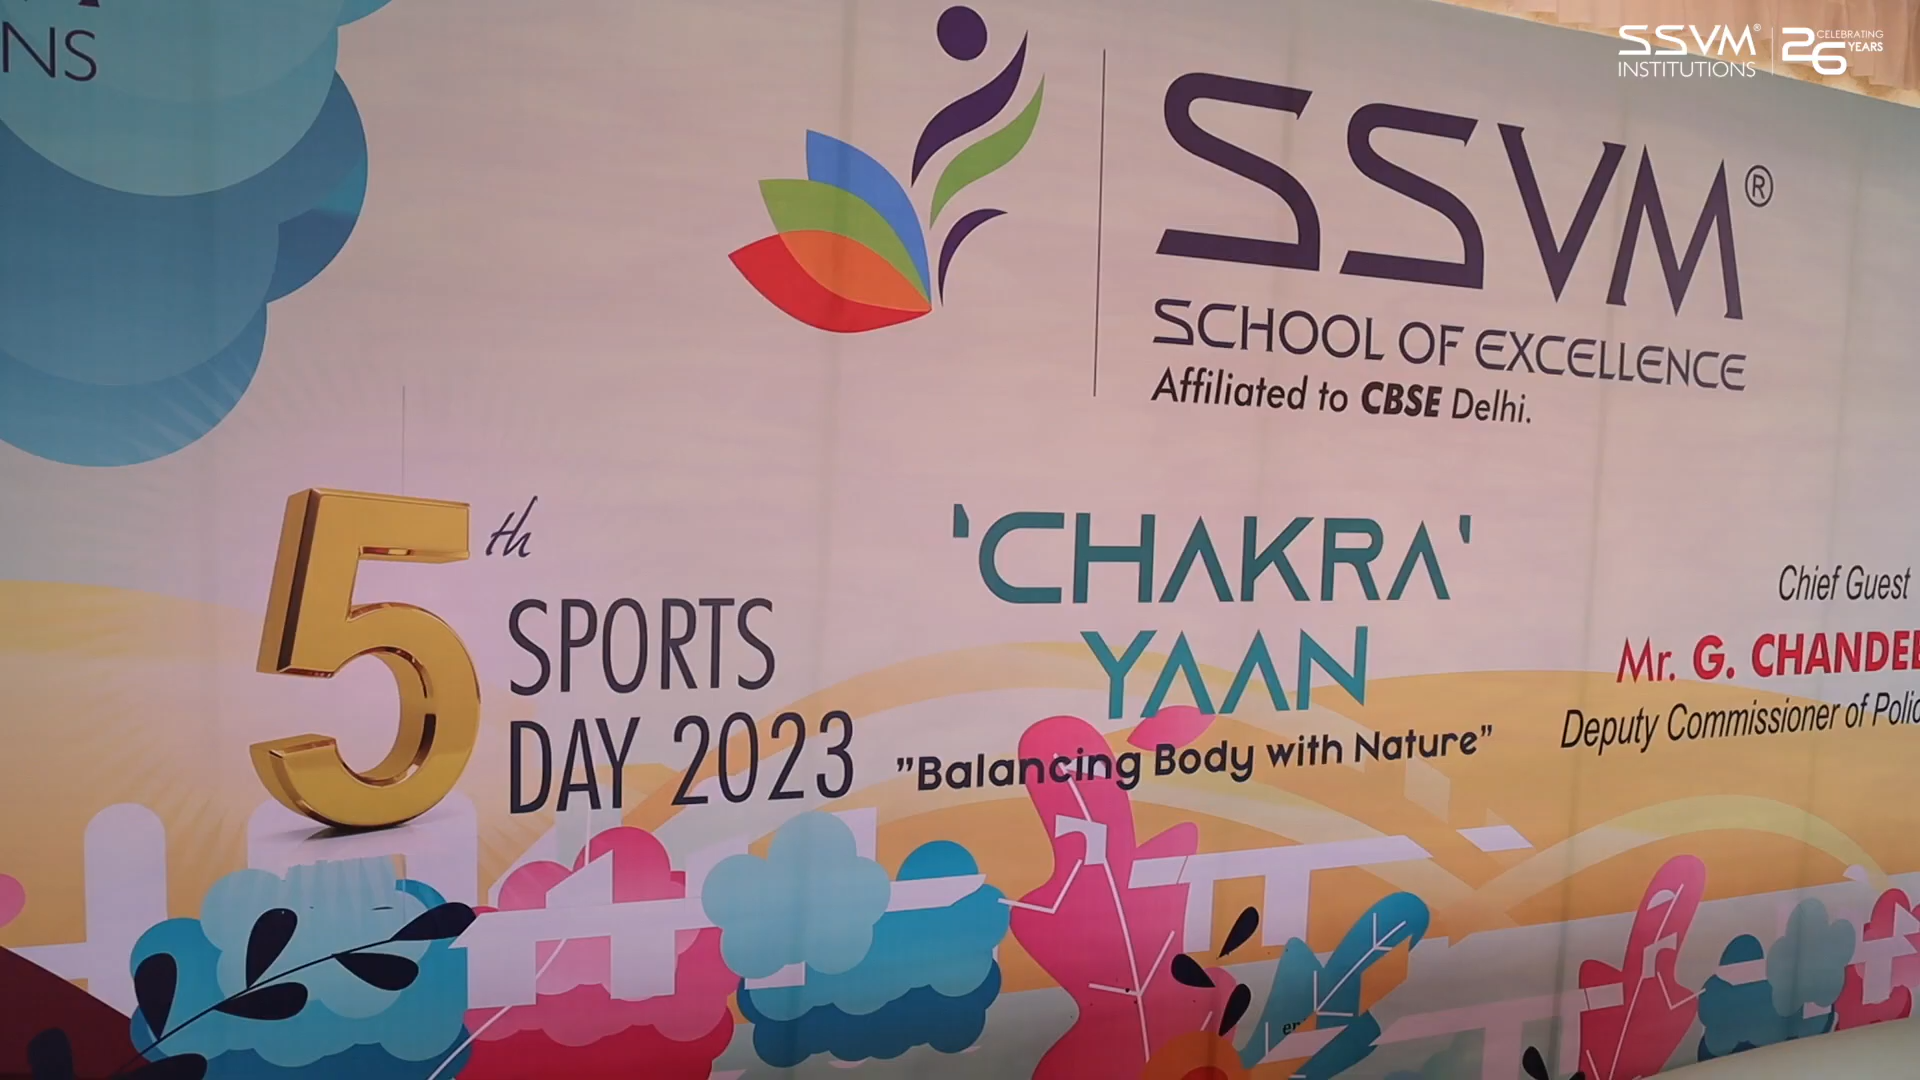 NS
SSVM®
INSTITUTIONS
26
CELEBRATING
YEARS
SSVM®
SCHOOL OF EXCELLENCE
Affiliated to CBSE Delhi.
5th
SPORTS
DAY 2023
'CHAKRA'
YAAN
"Balancing Body with Nature"
Chief Guest
Mr. G.
Deputy Commissioner of